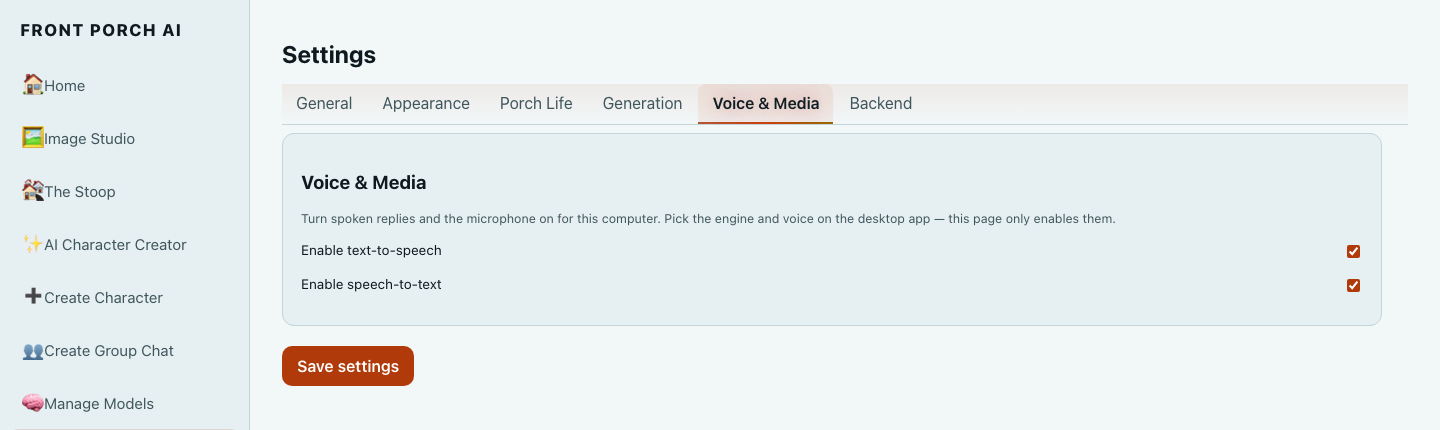 FRONT PORCH AI
Home
Image Studio
The Stoop
AI Character Creator
Create Character
Create Group Chat
Manage Models
Settings
General Appearance Porch Life Generation Voice & Media Backend
Voice & Media
Turn spoken replies and the microphone on for this computer. Pick the engine and voice on the desktop app — this page only enables them.
Enable text-to-speech
Enable speech-to-text
Save settings